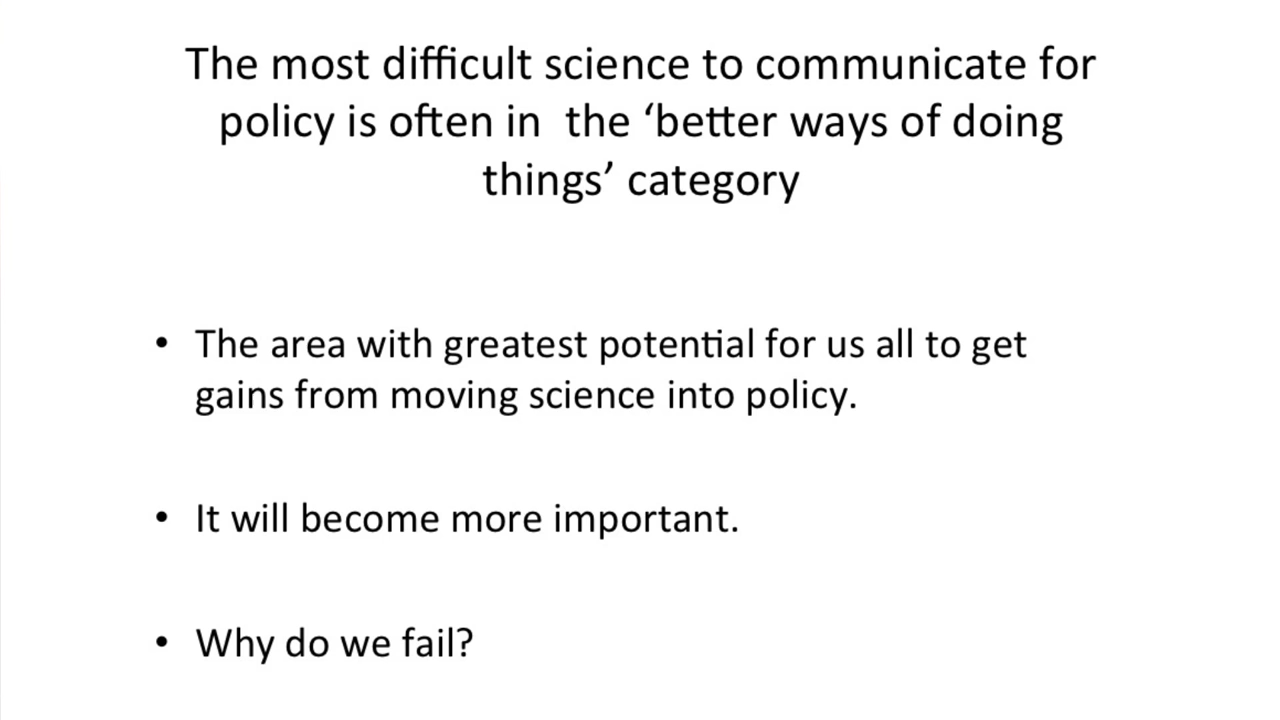 The most difficult science to communicate for
policy is often in  the ‘better ways of doing
things’ category
• The area with greatest potential for us all to get
gains from moving science into policy.
• It will become more important.
• Why do we fail?